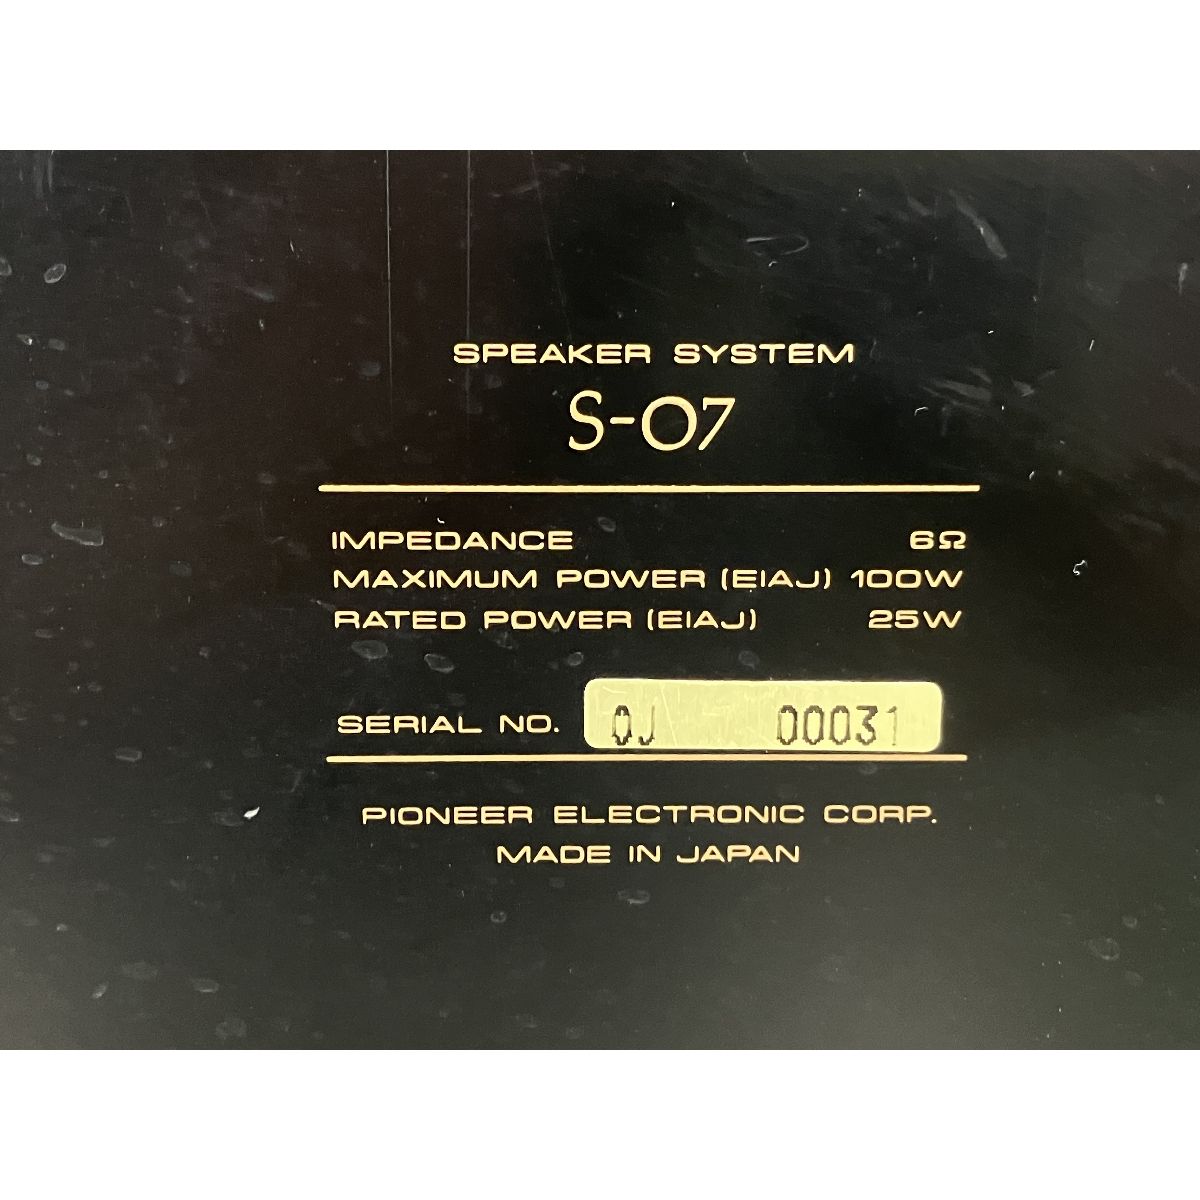 SPEAKER SYSTEM
S-07
IMPEDANCE 6Ω
MAXIMUM POWER (EIAJ) 100W
RATED POWER (EIAJ) 25W
SERIAL NO. 0J 00031
PIONEER ELECTRONIC CORP.
MADE IN JAPAN